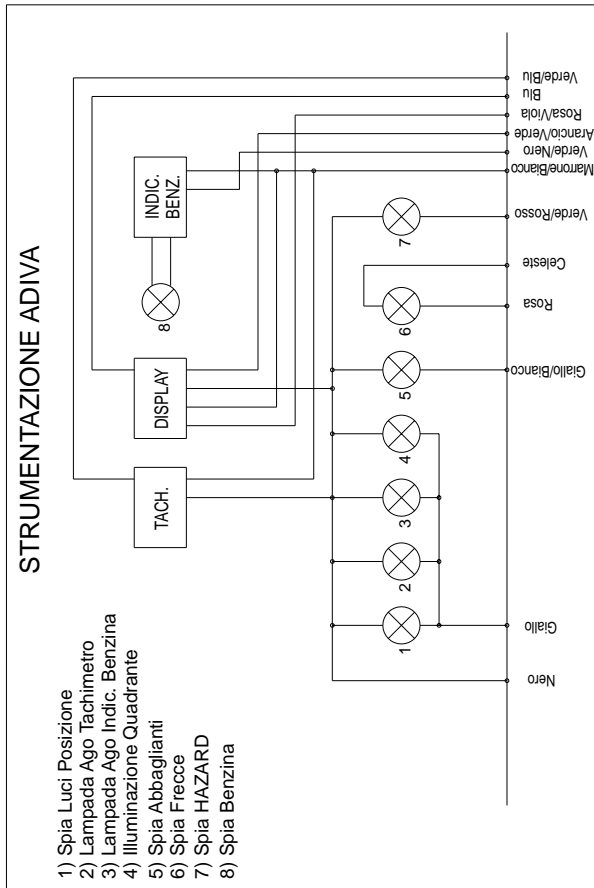 STRUMENTAZIONE ADIVA
1) Spia Luci Posizione
2) Lampada Ago Tachimetro
3) Lampada Ago Indic. Benzina
4) Illuminazione Quadrante
5) Spia Abbaglianti
6) Spia Frecce
7) Spia HAZARD
8) Spia Benzina
TACH.
DISPLAY
INDIC.
BENZ.
8
1
2
3
4
5
6
7
Nero
Giallo
Giallo/Bianco
Rosa
Celeste
Verde/Rosso
Marrone/Bianco
Verde/Nero
Arancio/Verde
Rosa/Viola
Blu
Verde/Blu